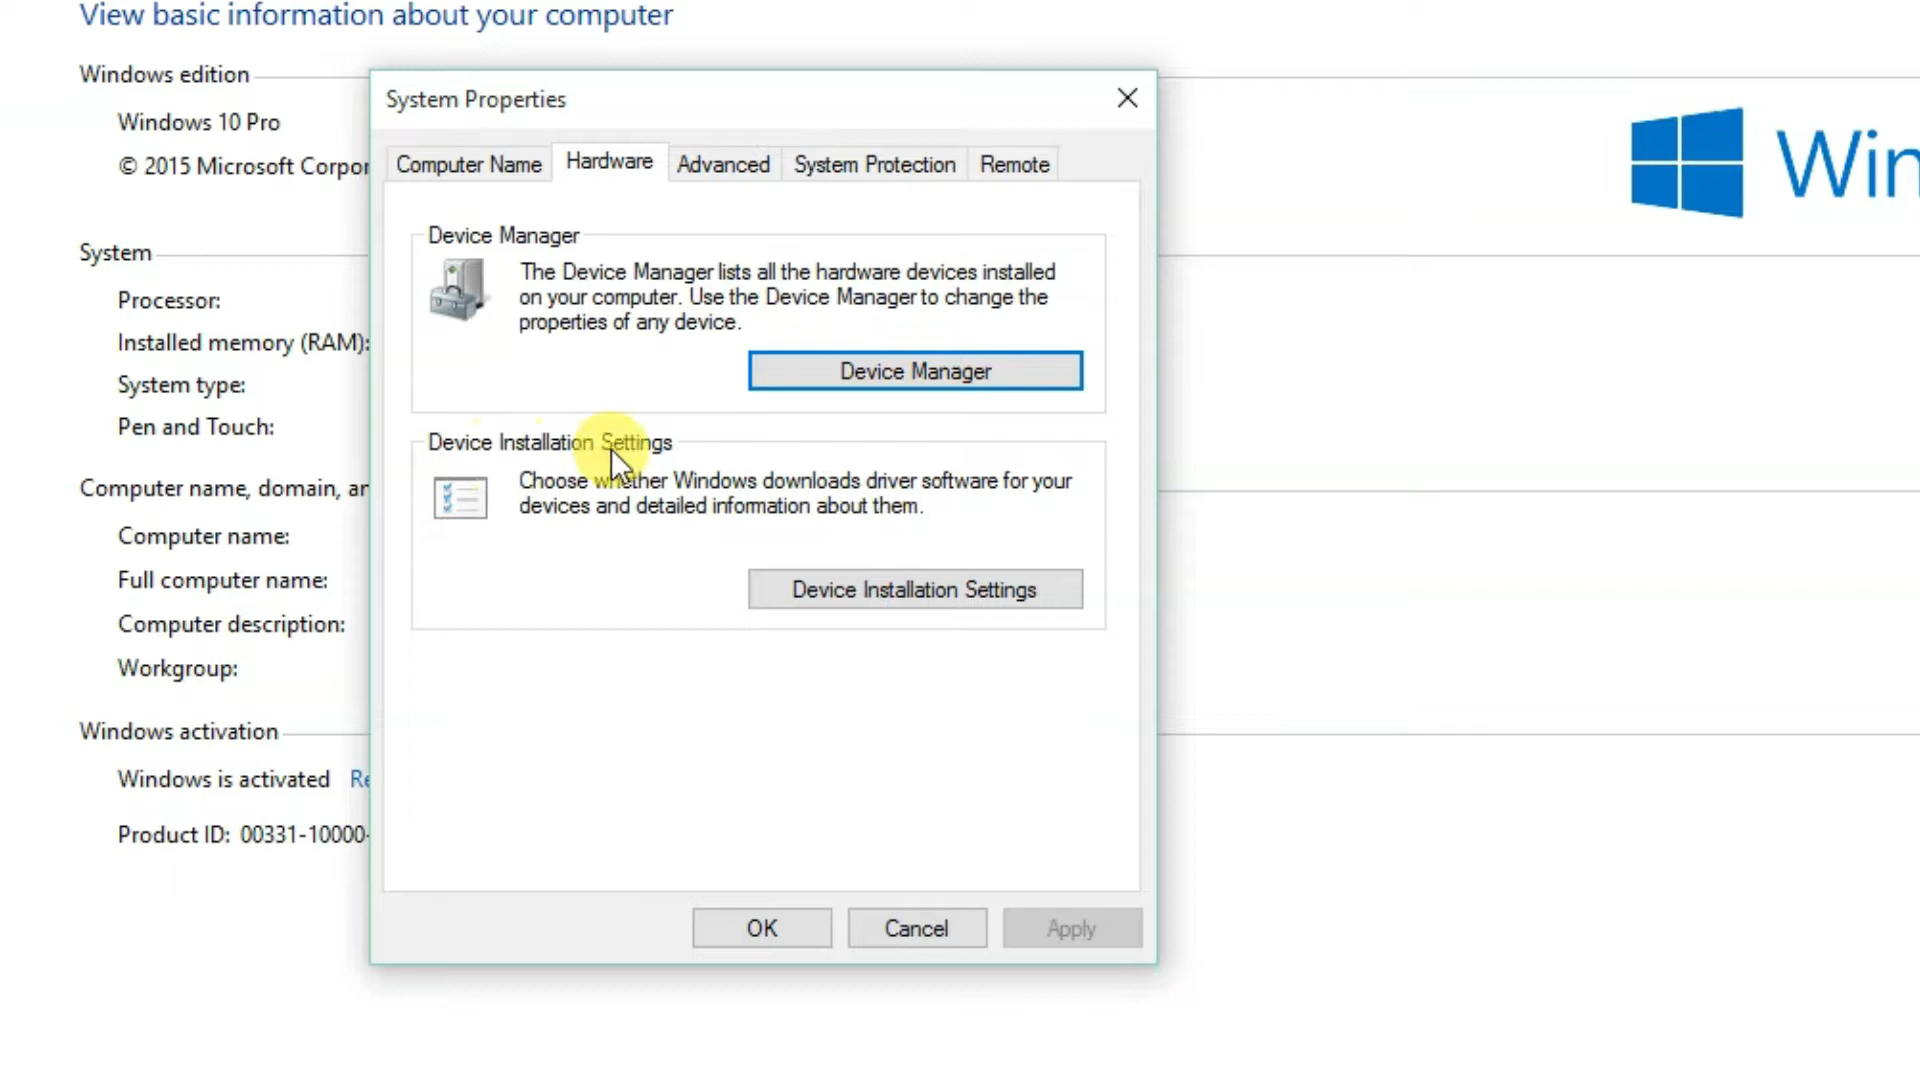 View basic information about your computer
Windows edition
Windows 10 Pro
© 2015 Microsoft Corpor
System
Processor:
Installed memory (RAM):
System type:
Pen and Touch:
Computer name, domain, an
Computer name:
Full computer name:
Computer description:
Workgroup:
Windows activation
Windows is activated Re
Product ID: 00331-10000-
Win
System Properties
Computer Name Hardware Advanced System Protection Remote
Device Manager
The Device Manager lists all the hardware devices installed
on your computer. Use the Device Manager to change the
properties of any device.
Device Manager
Device Installation Settings
Choose whether Windows downloads driver software for your
devices and detailed information about them.
Device Installation Settings
OK Cancel Apply